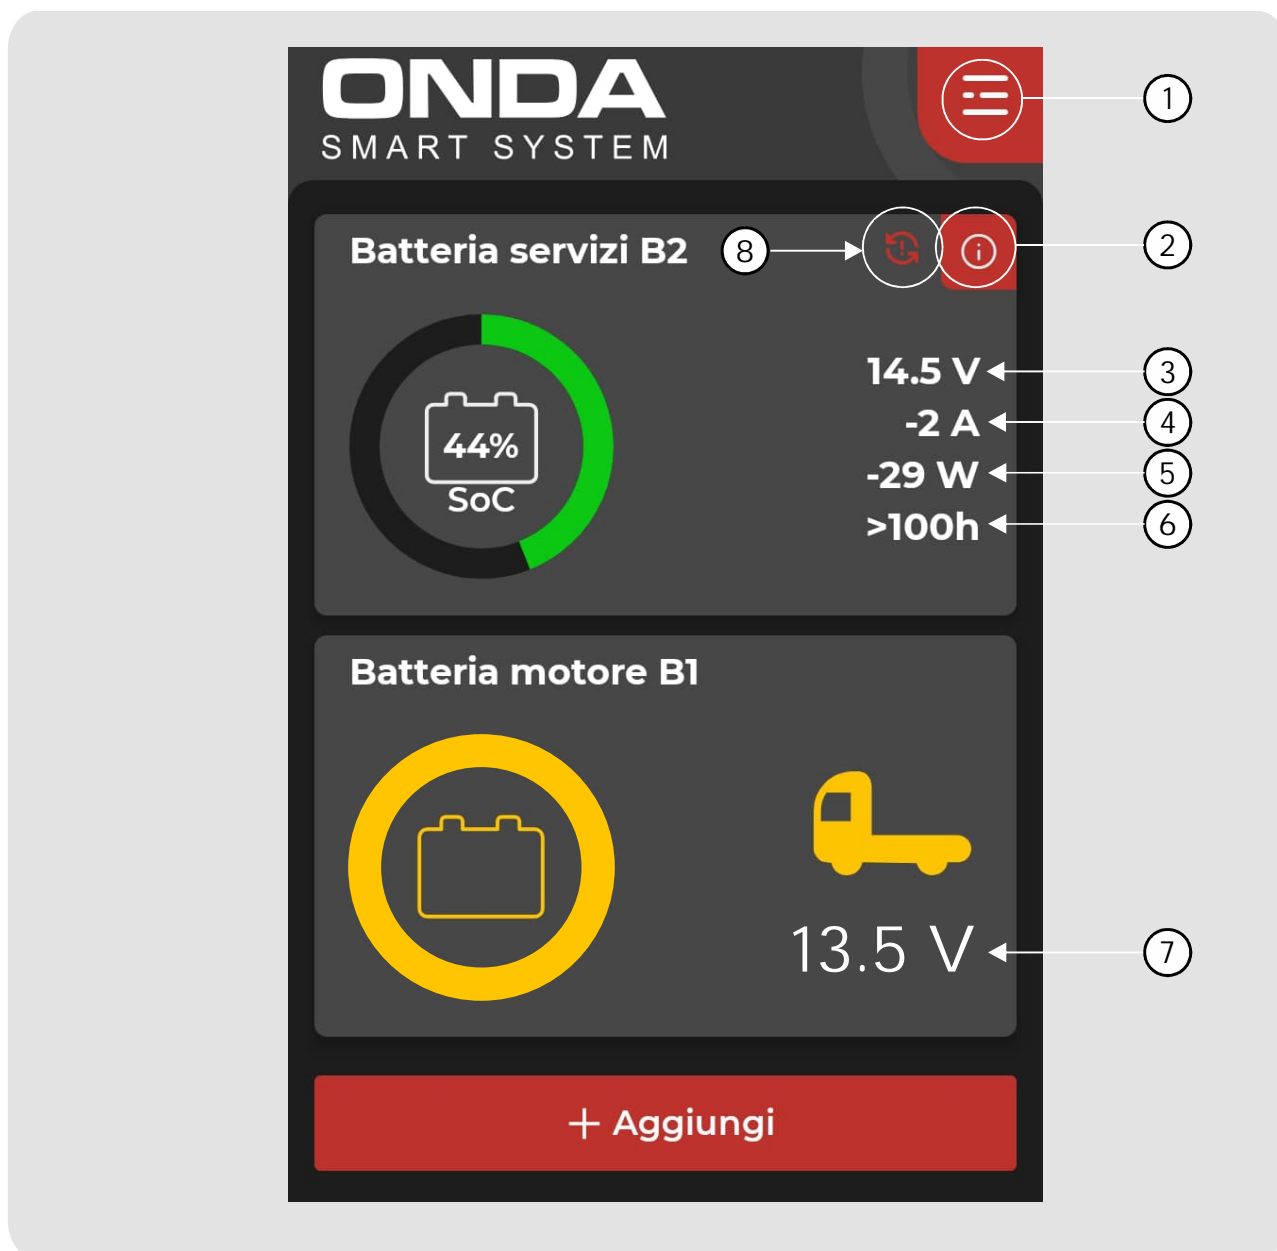 ONDA
SMART SYSTEM
1
Batteria servizi B2
8
2
14.5 V
3
-2 A
4
44%
-29 W
5
SoC
>100h
6
Batteria motore B1
13.5 V
7
+ Aggiungi